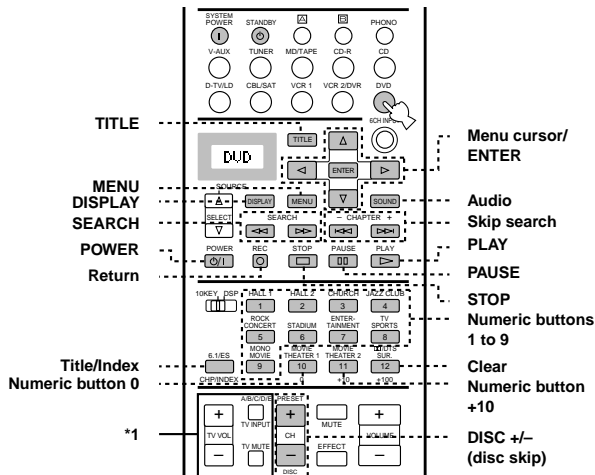 SYSTEM
POWER
STANDBY
A
B
PHONO
V-AUX
TUNER
MD/TAPE
CD-R
CD
D-TV/LD
CBL/SAT
VCR 1
VCR 2/DVR
DVD
6CH INPUT
TITLE
TITLE
DVD
ENTER
Menu cursor/
ENTER
MENU
DISPLAY
SOURCE
DISPLAY
MENU
SOUND
Audio
SEARCH
SELECT
SEARCH
– CHAPTER +
Skip search
POWER
POWER
REC
STOP
PAUSE
PLAY
PLAY
Return
PAUSE
STOP
10KEY
DSP
HALL 1
HALL 2
CHURCH
JAZZ CLUB
1
2
3
4
Numeric buttons
1 to 9
ROCK
CONCERT
STADIUM
ENTER-
TAINMENT
TV
SPORTS
5
6
7
8
MONO
MOVIE
MOVIE
THEATER 1
MOVIE
THEATER 2
/DTS
SUR.
6.1/ES
9
10
11
12
Title/Index
Clear
CHP/INDEX
0
+10
+100
Numeric button 0
Numeric button
+10
A/B/C/D/E
PRESET
*1
+
TV VOL
–
TV INPUT
TV MUTE
+
CH
–
DISC
MUTE
EFFECT
+
VOLUME
–
DISC +/–
(disc skip)